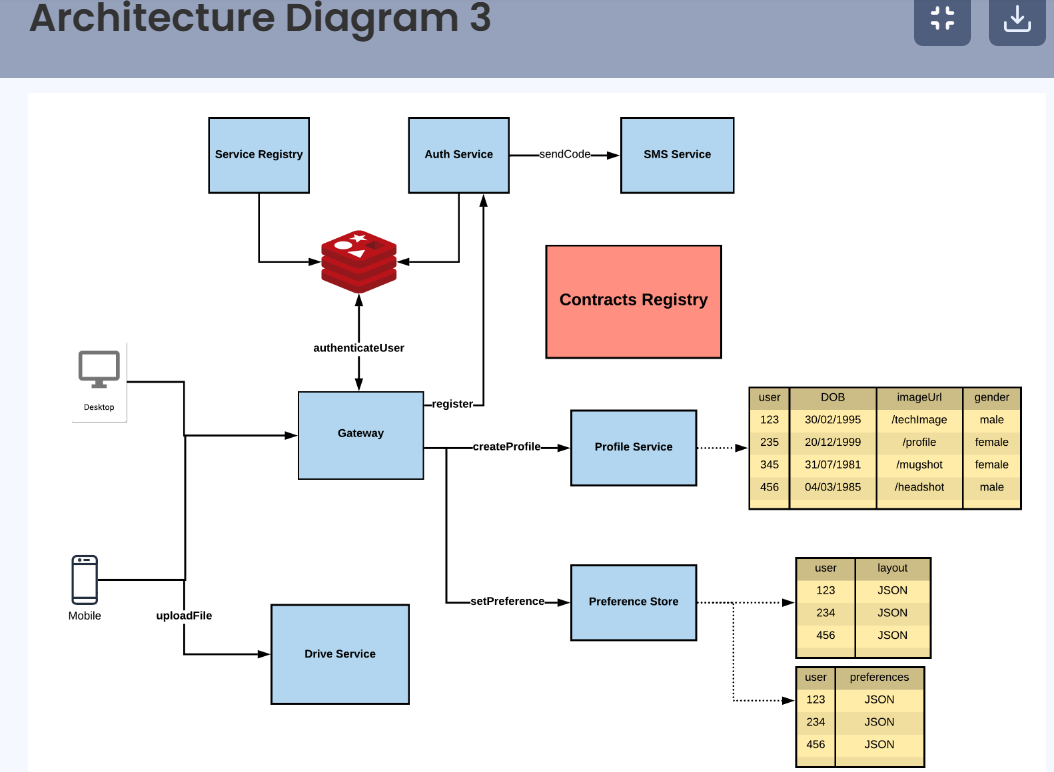 Architecture Diagram 3
Service Registry
Auth Service
sendCode
SMS Service
Contracts Registry
authenticateUser
Desktop
register
Gateway
createProfile
Profile Service
user DOB imageUrl gender
123 30/02/1995 /techImage male
235 20/12/1999 /profile female
345 31/07/1981 /mugshot female
456 04/03/1985 /headshot male
Mobile
uploadFile
Drive Service
setPreference
Preference Store
user layout
123 JSON
234 JSON
456 JSON
user preferences
123 JSON
234 JSON
456 JSON